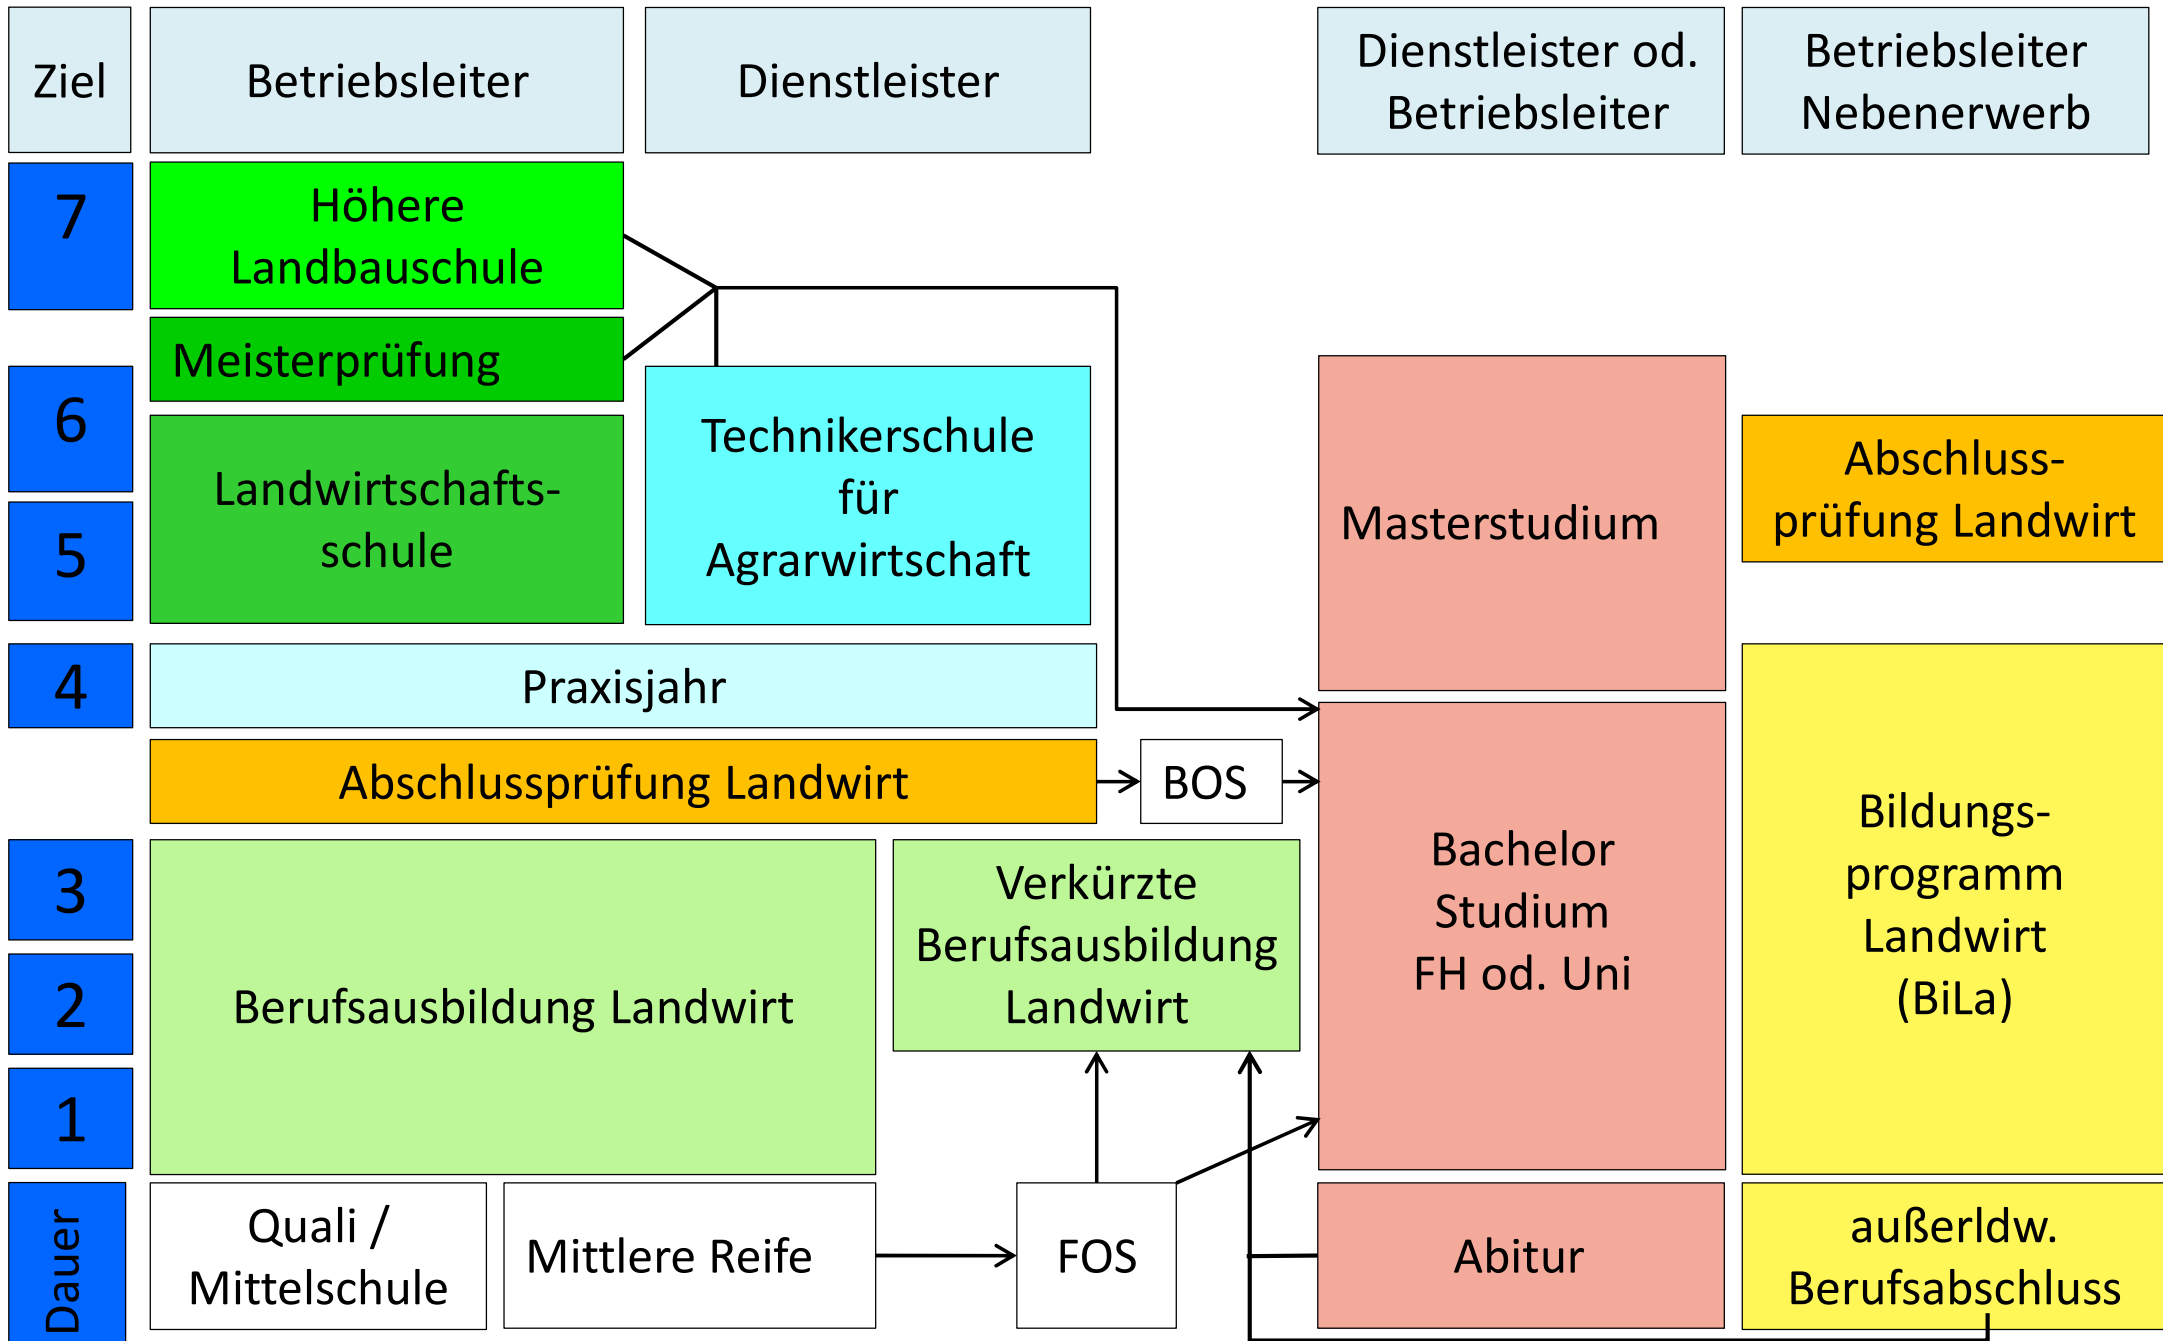 Ziel
Betriebsleiter
Dienstleister
Dienstleister od.
Betriebsleiter
Betriebsleiter
Nebenerwerb
7
Höhere
Landbauschule
Meisterprüfung
6
Landwirtschafts-
schule
Technikerschule
für
Agrarwirtschaft
Masterstudium
Abschluss-
prüfung Landwirt
5
4
Praxisjahr
Abschlussprüfung Landwirt
BOS
Bachelor
Studium
FH od. Uni
Bildungs-
programm
Landwirt
(BiLa)
3
Berufsausbildung Landwirt
Verkürzte
Berufsausbildung
Landwirt
2
1
Dauer
Quali /
Mittelschule
Mittlere Reife
FOS
Abitur
außerldw.
Berufsabschluss